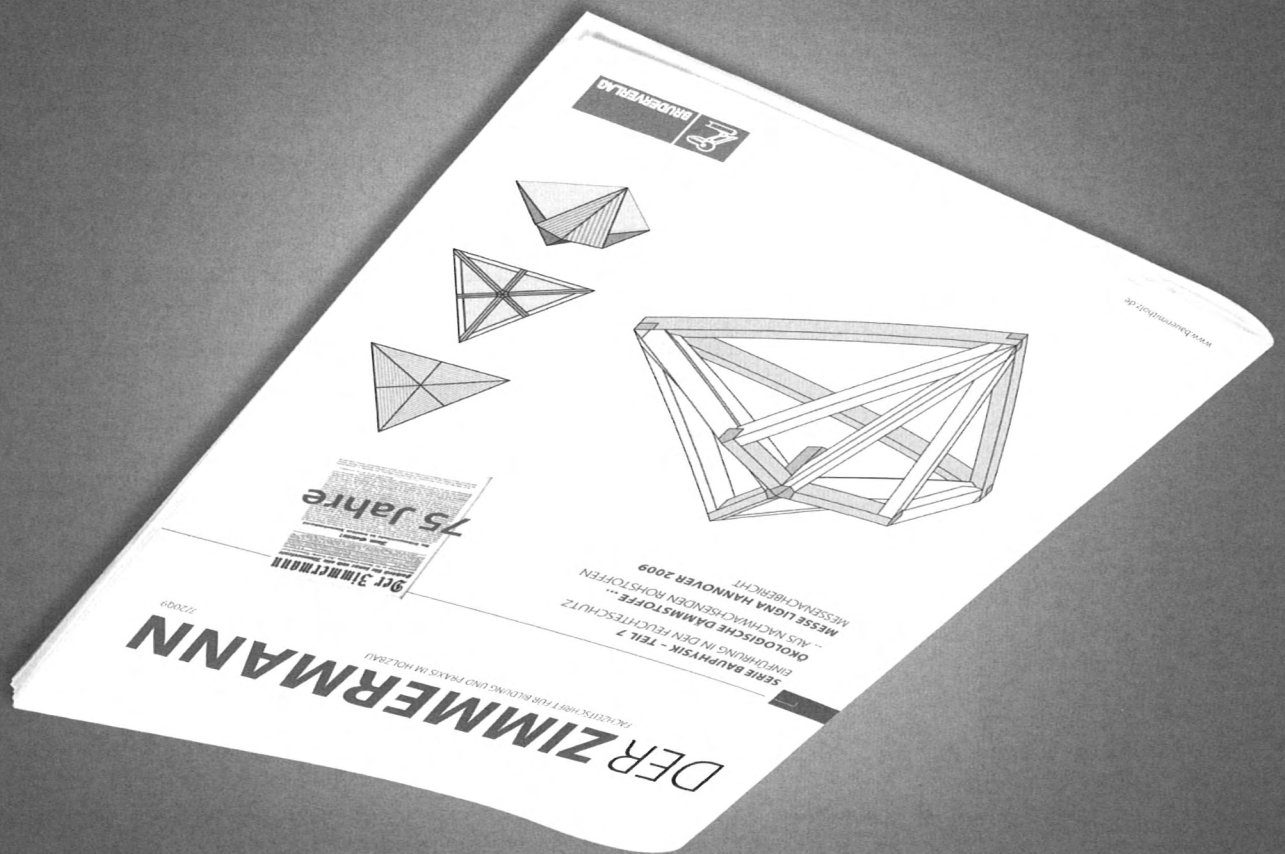 DER ZIMMERMANN
FACHZEITSCHRIFT FÜR BILDUNG UND PRAXIS IM HOLZBAU
7/2009
7
SERIE BAUPHYSIK – TEIL 7
EINFÜHRUNG IN DEN FEUCHTESCHUTZ
ÖKOLOGISCHE DÄMMSTOFFE ...
... AUS NACHWACHSENDEN ROHSTOFFEN
MESSE LIGNA HANNOVER 2009
MESSENACHBERICHT
Der Zimmermann
75 Jahre
www.bauenmitholz.de
BRUDERVERLAG